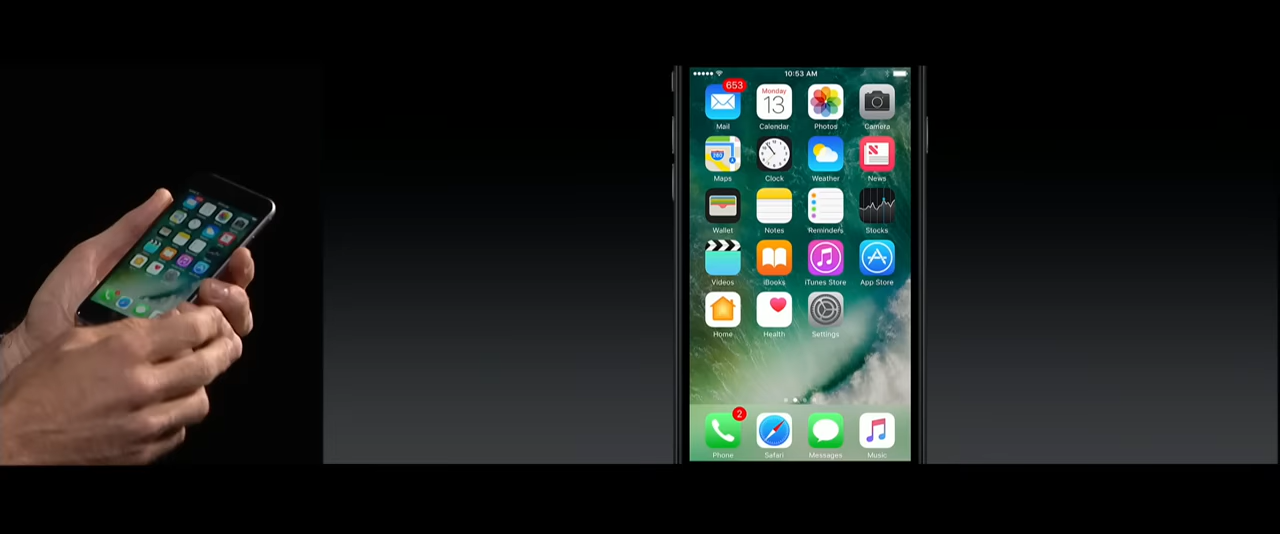 10:53 AM
653
Monday
13
Mail Calendar Photos Camera
280
Maps Clock Weather News
Wallet Notes Reminders Stocks
Videos iBooks iTunes Store App Store
Home Health Settings
2
Phone Safari Messages Music